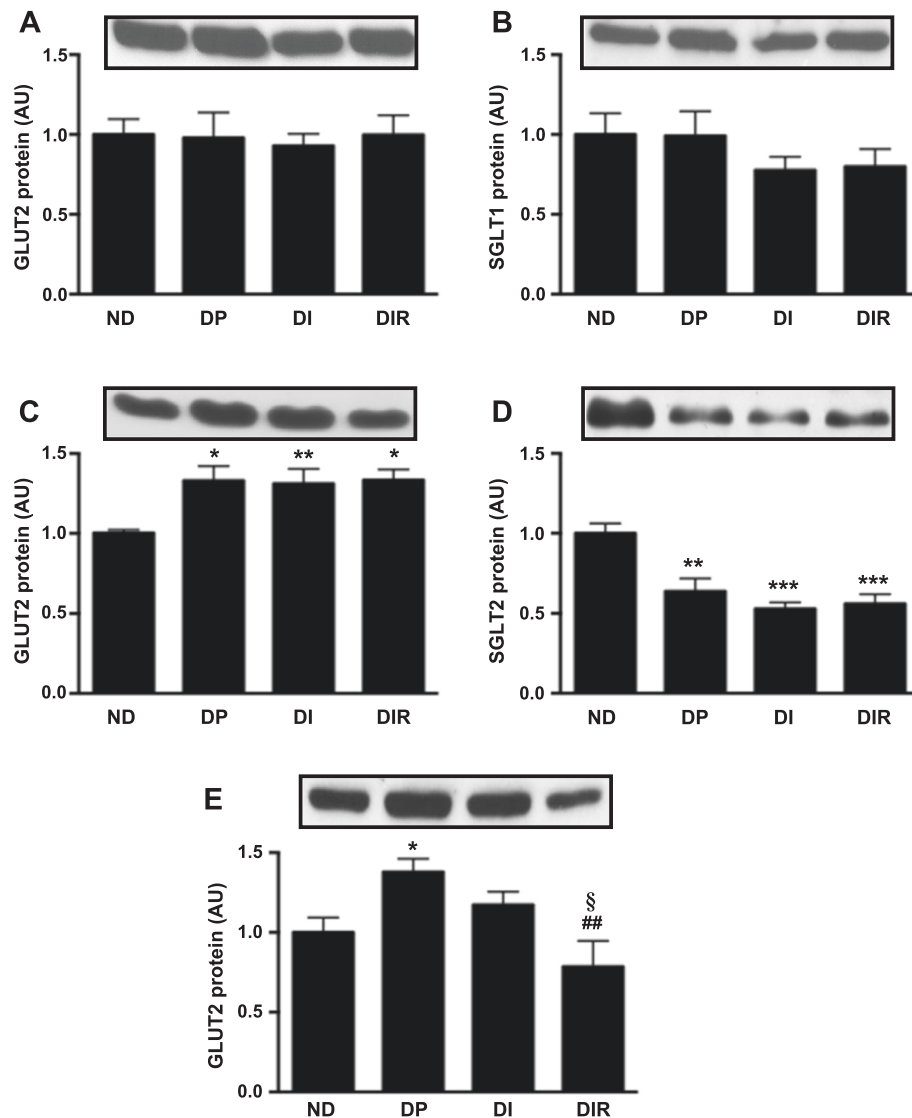 A
GLUT2 protein (AU)
1.5
1.0
0.5
0.0
ND DP DI DIR
B
SGLT1 protein (AU)
1.5
1.0
0.5
0.0
ND DP DI DIR
C
GLUT2 protein (AU)
1.5
1.0
0.5
0.0
* ** *
ND DP DI DIR
D
SGLT2 protein (AU)
1.5
1.0
0.5
0.0
** *** ***
ND DP DI DIR
E
GLUT2 protein (AU)
1.5
1.0
0.5
0.0
*
§
##
ND DP DI DIR